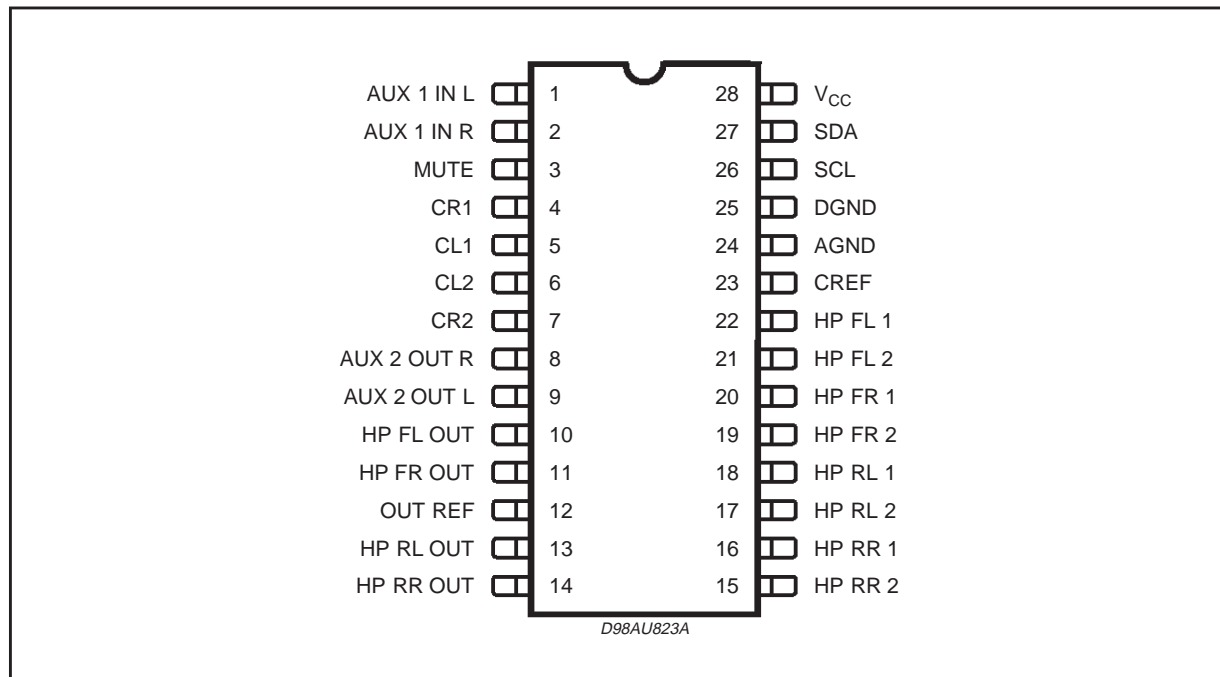 AUX 1 IN L 1 28 VCC
AUX 1 IN R 2 27 SDA
MUTE 3 26 SCL
CR1 4 25 DGND
CL1 5 24 AGND
CL2 6 23 CREF
CR2 7 22 HP FL 1
AUX 2 OUT R 8 21 HP FL 2
AUX 2 OUT L 9 20 HP FR 1
HP FL OUT 10 19 HP FR 2
HP FR OUT 11 18 HP RL 1
OUT REF 12 17 HP RL 2
HP RL OUT 13 16 HP RR 1
HP RR OUT 14 15 HP RR 2
D98AU823A